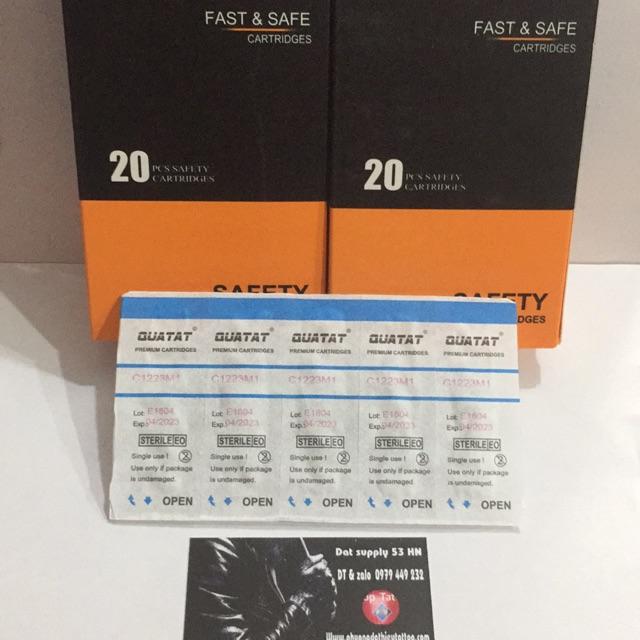 FAST & SAFE
CARTRIDGES
20 PCS SAFETY
CARTRIDGES
SAFETY
FAST & SAFE
CARTRIDGES
20 PCS SAFETY
CARTRIDGES
SAFETY
QUATAT® QUATAT® QUATAT® QUATAT® QUATAT®
PREMIUM CARTRIDGES PREMIUM CARTRIDGES PREMIUM CARTRIDGES PREMIUM CARTRIDGES PREMIUM CARTRIDGES
C1223M1 C1223M1 C1223M1 C1223M1 C1223M1
Lot: E1804 Lot: E1804 Lot: E1804 Lot: E1804 Lot: E1804
Exp: 04/2023 Exp: 04/2023 Exp: 04/2023 Exp: 04/2023 Exp: 04/2023
STERILE EO STERILE EO STERILE EO STERILE EO STERILE EO
Single use ! Single use ! Single use ! Single use ! Single use !
Use only if package Use only if package Use only if package Use only if package Use only if package
is undamaged. is undamaged. is undamaged. is undamaged. is undamaged.
OPEN OPEN OPEN OPEN OPEN
Dat supply 53 HN
DT & zalo 0979 449 232